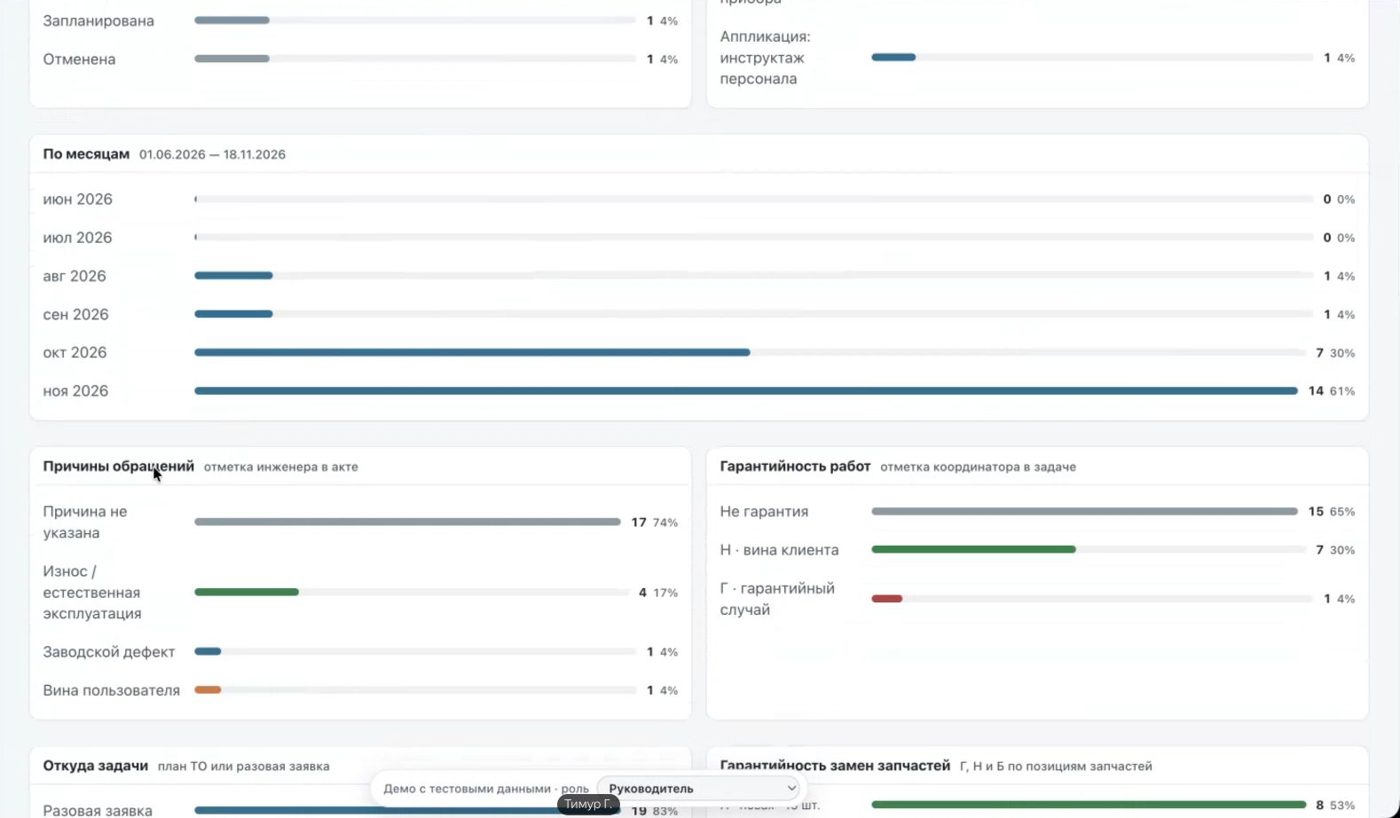 прибора
Запланирована 1 4%
Отменена 1 4%
Аппликация:
инструктаж
персонала
1 4%
По месяцам 01.06.2026 — 18.11.2026
июн 2026 0 0%
июл 2026 0 0%
авг 2026 1 4%
сен 2026 1 4%
окт 2026 7 30%
ноя 2026 14 61%
Причины обращений отметка инженера в акте
Причина не
указана
17 74%
Износ /
естественная
эксплуатация
4 17%
Заводской дефект 1 4%
Вина пользователя 1 4%
Гарантийность работ отметка координатора в задаче
Не гарантия 15 65%
Н · вина клиента 7 30%
Г · гарантийный
случай
1 4%
Откуда задачи план ТО или разовая заявка
Разовая заявка 19 83%
Гарантийность замен запчастей Г, Н и Б по позициям запчастей
шт. 8 53%
Демо с тестовыми данными · роль Руководитель
Тимур Г.